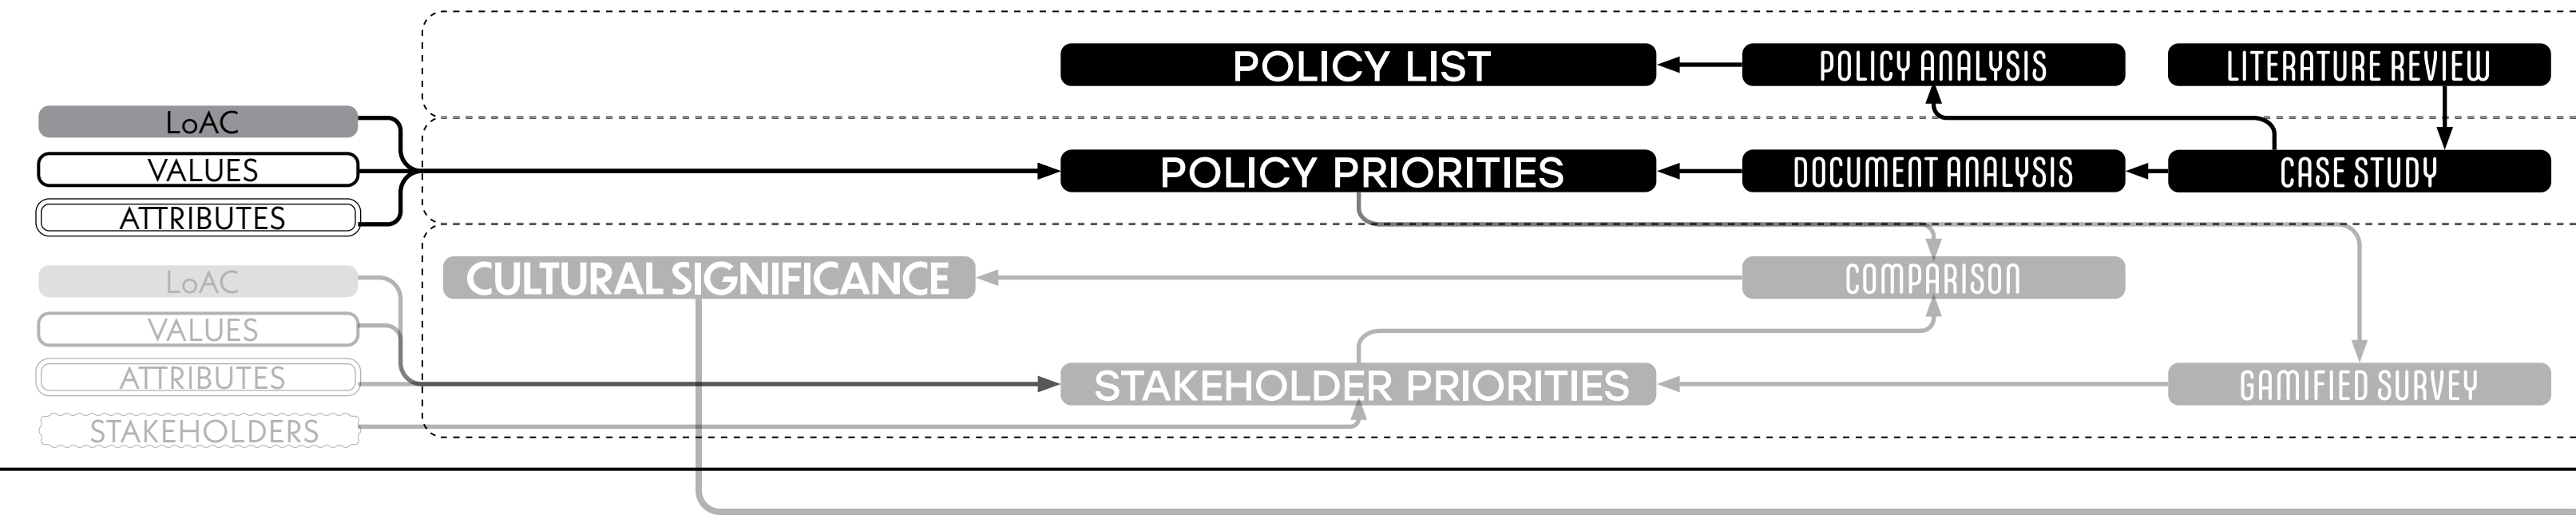 POLICY LIST
POLICY ANALYSIS
LITERATURE REVIEW
LoAC
VALUES
ATTRIBUTES
POLICY PRIORITIES
DOCUMENT ANALYSIS
CASE STUDY
LoAC
VALUES
ATTRIBUTES
STAKEHOLDERS
CULTURAL SIGNIFICANCE
COMPARISON
STAKEHOLDER PRIORITIES
GAMIFIED SURVEY